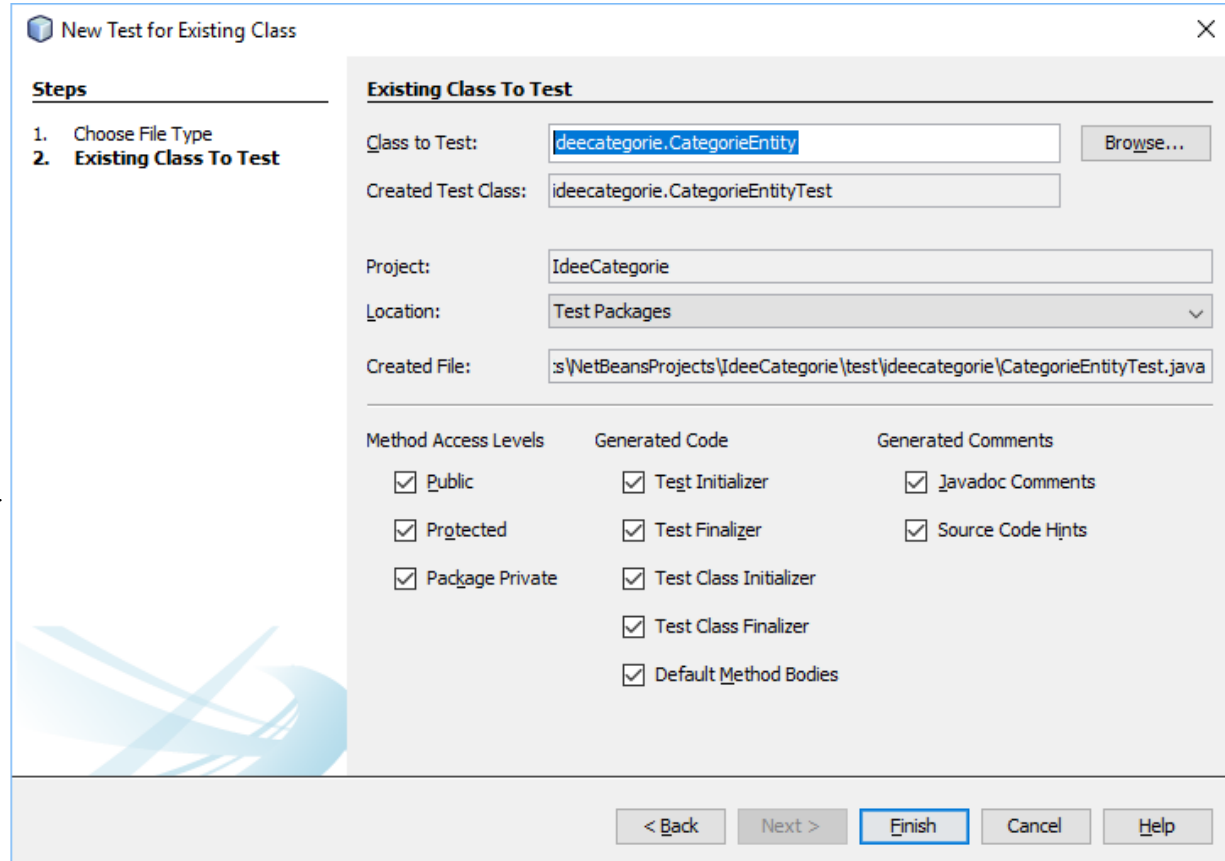 New Test for Existing Class
Steps
1. Choose File Type
2. Existing Class To Test
Existing Class To Test
Class to Test: ideecategorie.CategorieEntity Browse...
Created Test Class: ideecategorie.CategorieEntityTest
Project: IdeeCategorie
Location: Test Packages
Created File: :s\NetBeansProjects\IdeeCategorie\test\ideecategorie\CategorieEntityTest.java
Method Access Levels Generated Code Generated Comments
Public Test Initializer Javadoc Comments
Protected Test Finalizer Source Code Hints
Package Private Test Class Initializer
Test Class Finalizer
Default Method Bodies
< Back Next > Finish Cancel Help